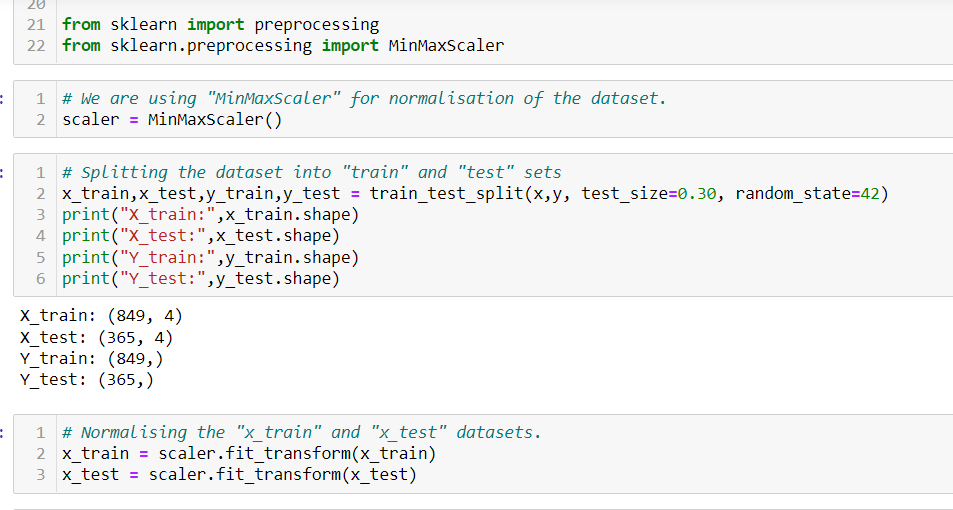 20
21 from sklearn import preprocessing
22 from sklearn.preprocessing import MinMaxScaler
: 1 # We are using "MinMaxScaler" for normalisation of the dataset.
2 scaler = MinMaxScaler()
: 1 # Splitting the dataset into "train" and "test" sets
2 x_train,x_test,y_train,y_test = train_test_split(x,y, test_size=0.30, random_state=42)
3 print("X_train:",x_train.shape)
4 print("X_test:",x_test.shape)
5 print("Y_train:",y_train.shape)
6 print("Y_test:",y_test.shape)
X_train: (849, 4)
X_test: (365, 4)
Y_train: (849,)
Y_test: (365,)
: 1 # Normalising the "x_train" and "x_test" datasets.
2 x_train = scaler.fit_transform(x_train)
3 x_test = scaler.fit_transform(x_test)